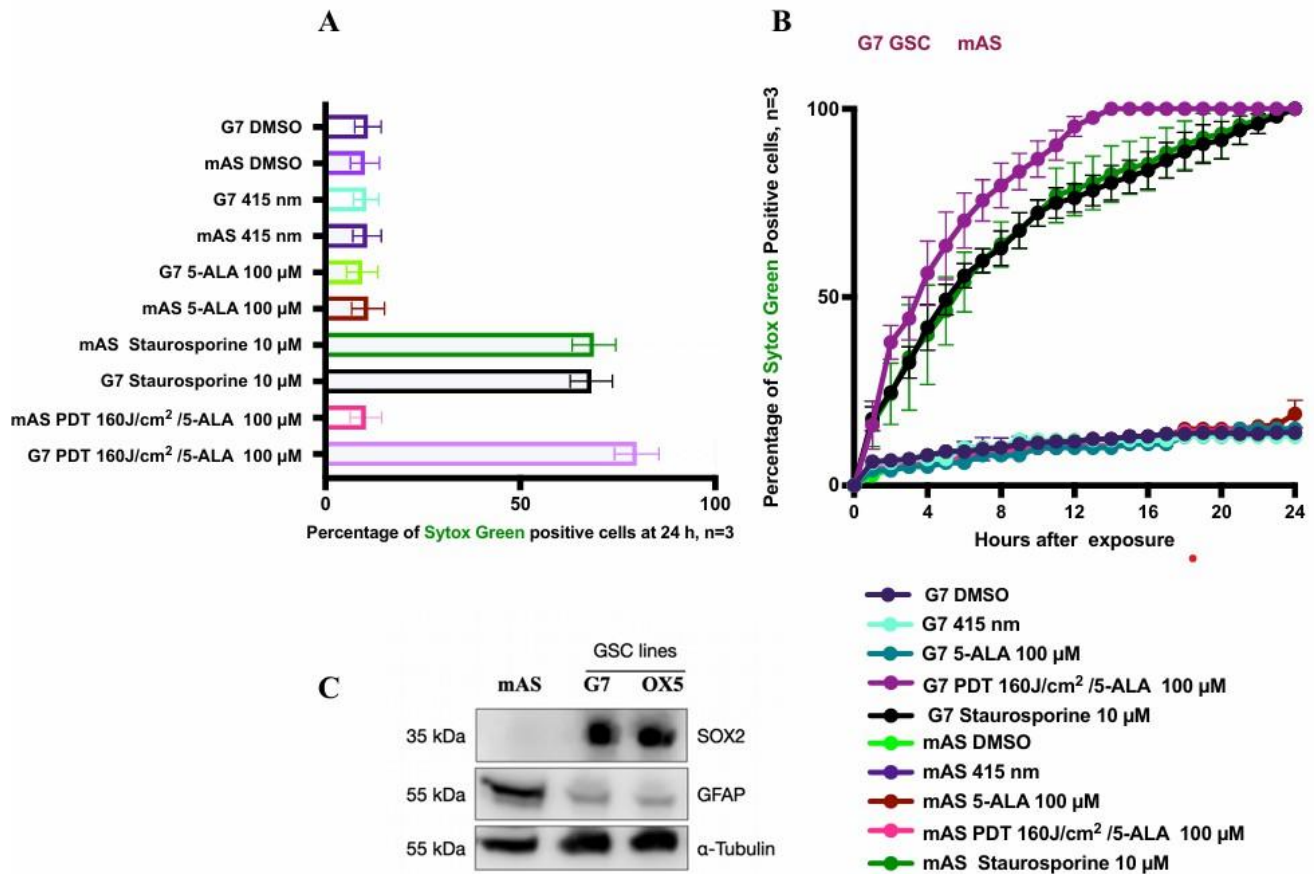 A
G7 DMSO
mAS DMSO
G7 415 nm
mAS 415 nm
G7 5-ALA 100 µM
mAS 5-ALA 100 µM
mAS Staurosporine 10 µM
G7 Staurosporine 10 µM
mAS PDT 160J/cm² /5-ALA 100 µM
G7 PDT 160J/cm² /5-ALA 100 µM
0 50 100
Percentage of Sytox Green positive cells at 24 h, n=3
B
G7 GSC mAS
Percentage of Sytox Green Positive cells, n=3
100
50
0
0 4 8 12 16 20 24
Hours after exposure
G7 DMSO
G7 415 nm
G7 5-ALA 100 µM
G7 PDT 160J/cm² /5-ALA 100 µM
G7 Staurosporine 10 µM
mAS DMSO
mAS 415 nm
mAS 5-ALA 100 µM
mAS PDT 160J/cm² /5-ALA 100 µM
mAS Staurosporine 10 µM
C
GSC lines
mAS G7 OX5
35 kDa SOX2
55 kDa GFAP
55 kDa α-Tubulin